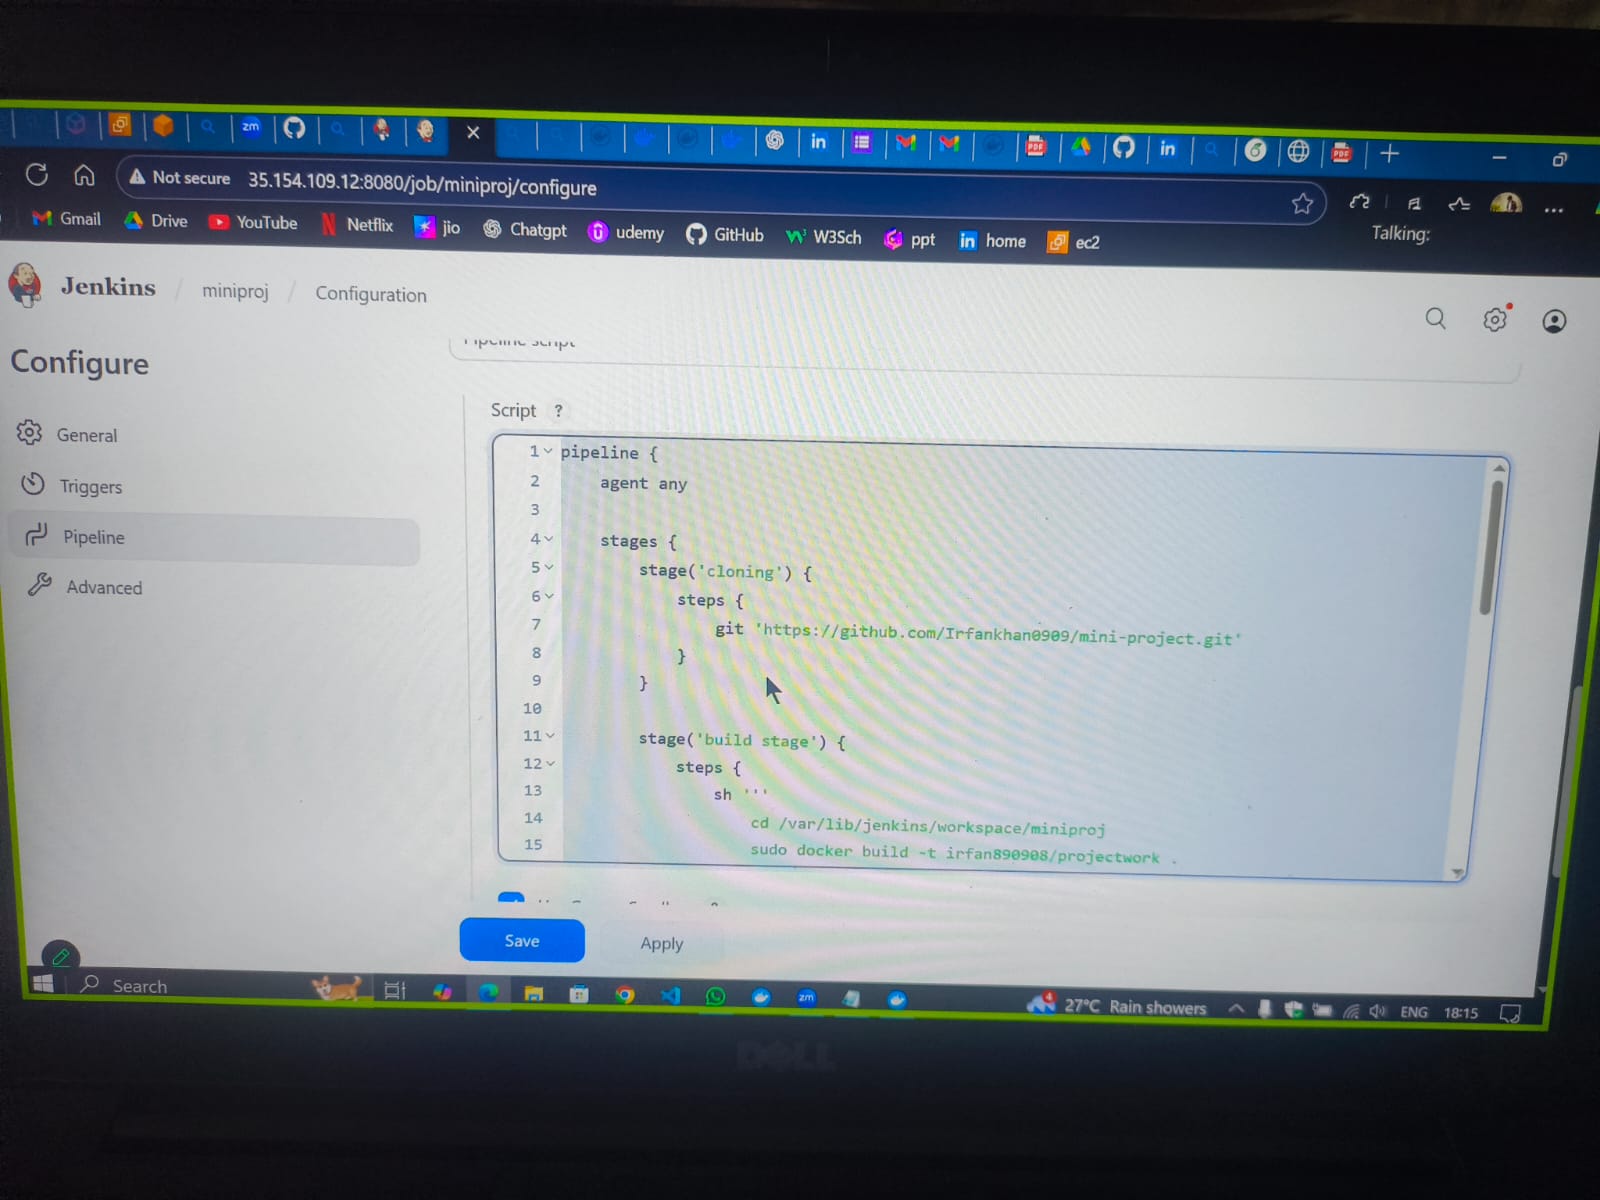 zm
in
PDF
in
PDF
Not secure 35.154.109.12:8080/job/miniproj/configure
Gmail Drive YouTube Netflix jio Chatgpt udemy GitHub W3Sch ppt in home ec2
Talking:
Jenkins / miniproj / Configuration
Configure
General
Triggers
Pipeline
Advanced
Pipeline script
Script ?
1 pipeline {
2 agent any
3
4 stages {
5 stage('cloning') {
6 steps {
7 git 'https://github.com/Irfankhan0909/mini-project.git'
8 }
9 }
10
11 stage('build stage') {
12 steps {
13 sh '''
14 cd /var/lib/jenkins/workspace/miniproj
15 sudo docker build -t irfan890908/projectwork .
Save
Apply
Search
zm
4
27°C Rain showers
ENG
18:15
DELL